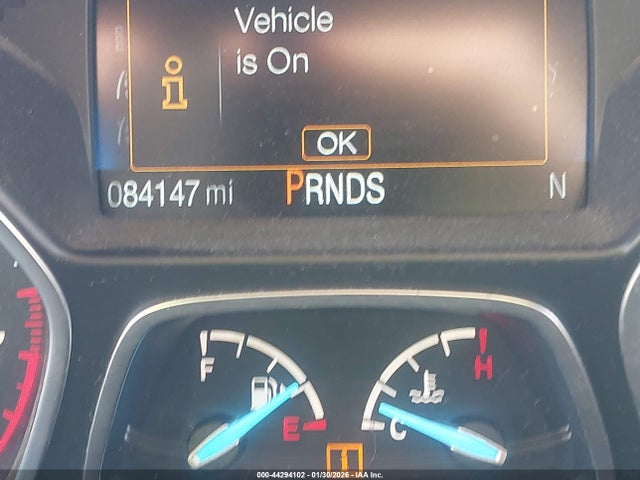 Vehicle
is On
OK
084147 mi PRNDS N
F H
E C
000-44294102 - 01/30/2026 - IAA Inc.